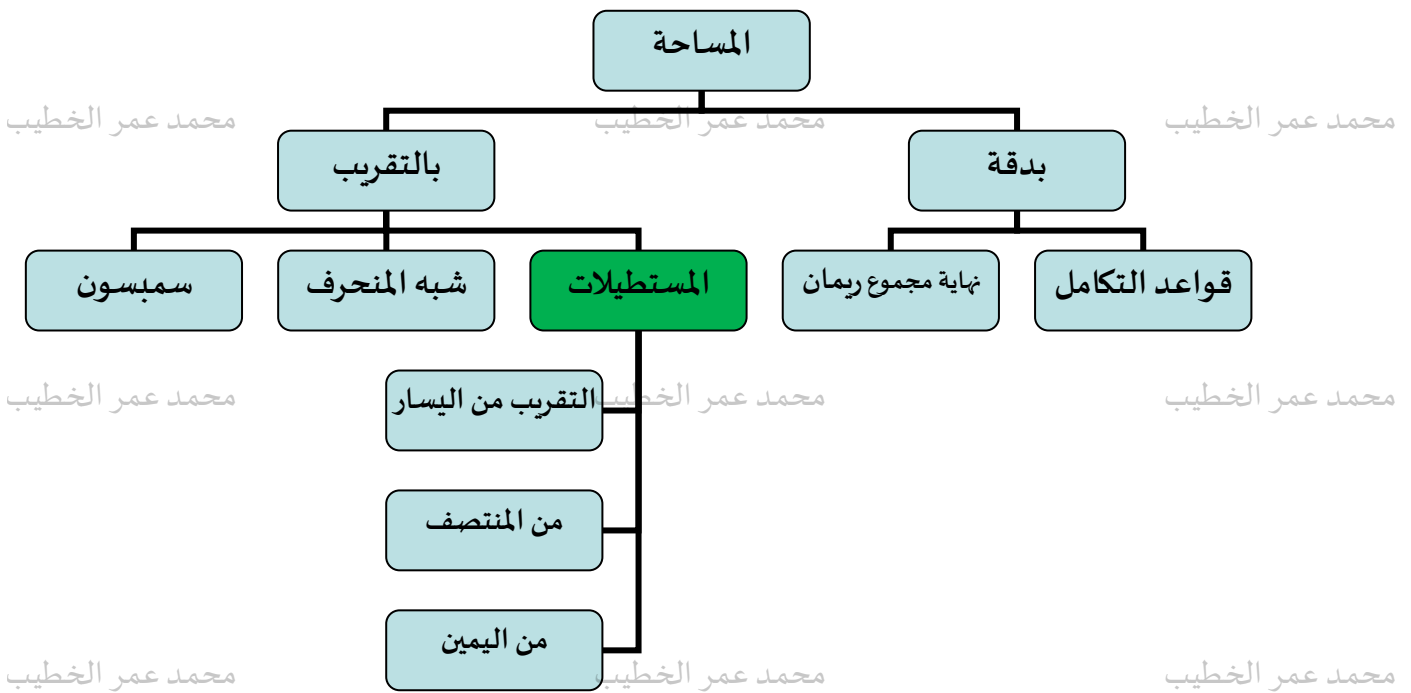 المساحة
محمد عمر الخطيب محمد عمر الخطيب محمد عمر الخطيب
بدقة
بالتقريب
قواعد التكامل
نهاية مجموع ريمان
المستطيلات
شبه المنحرف
سمبسون
محمد عمر الخطيب محمد عمر الخطيب محمد عمر الخطيب
التقريب من اليسار
من المنتصف
من اليمين
محمد عمر الخطيب محمد عمر الخطيب محمد عمر الخطيب